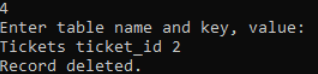 4
Enter table name and key, value:
Tickets ticket_id 2
Record deleted.